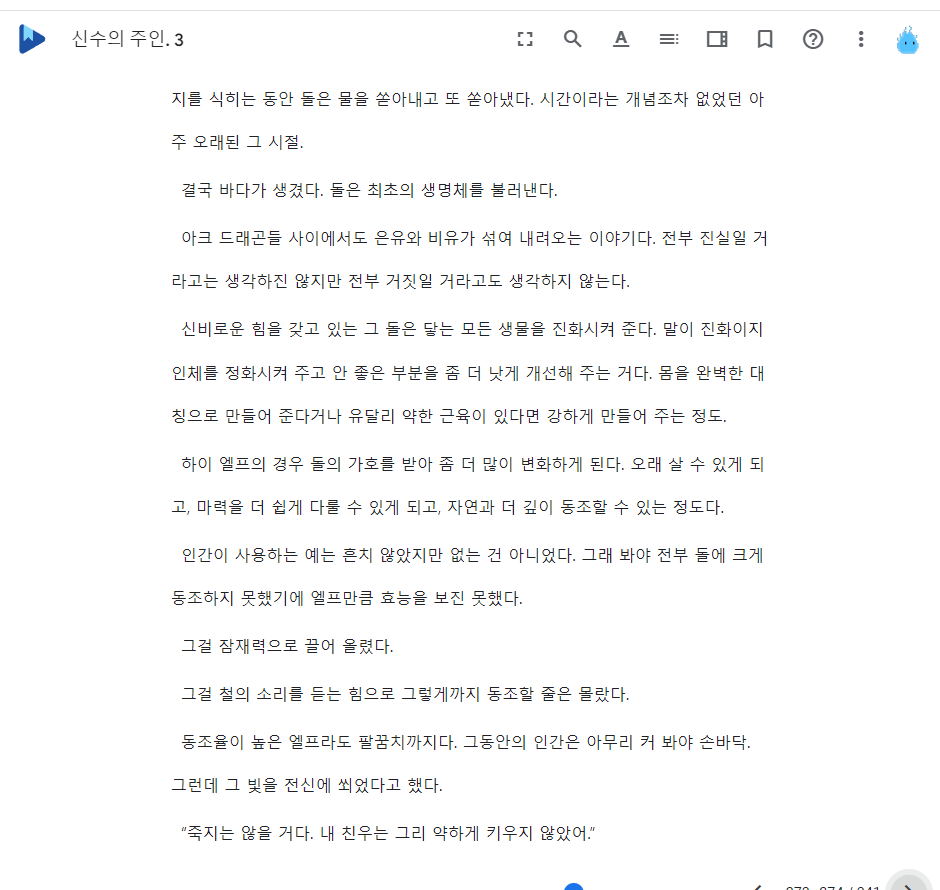 신수의 주인. 3
지를 식히는 동안 돌은 물을 쏟아내고 또 쏟아냈다. 시간이라는 개념조차 없었던 아
주 오래된 그 시절.
결국 바다가 생겼다. 돌은 최초의 생명체를 불러낸다.
아크 드래곤들 사이에서도 은유와 비유가 섞여 내려오는 이야기다. 전부 진실일 거
라고는 생각하진 않지만 전부 거짓일 거라고도 생각하지 않는다.
신비로운 힘을 갖고 있는 그 돌은 닿는 모든 생물을 진화시켜 준다. 말이 진화이지
인체를 정화시켜 주고 안 좋은 부분을 좀 더 낫게 개선해 주는 거다. 몸을 완벽한 대
칭으로 만들어 준다거나 유달리 약한 근육이 있다면 강하게 만들어 주는 정도.
하이 엘프의 경우 돌의 가호를 받아 좀 더 많이 변화하게 된다. 오래 살 수 있게 되
고, 마력을 더 쉽게 다룰 수 있게 되고, 자연과 더 깊이 동조할 수 있는 정도다.
인간이 사용하는 예는 흔치 않았지만 없는 건 아니었다. 그래 봐야 전부 돌에 크게
동조하지 못했기에 엘프만큼 효능을 보진 못했다.
그걸 잠재력으로 끌어 올렸다.
그걸 철의 소리를 듣는 힘으로 그렇게까지 동조할 줄은 몰랐다.
동조율이 높은 엘프라도 팔꿈치까지다. 그동안의 인간은 아무리 커 봐야 손바닥.
그런데 그 빛을 전신에 쐬었다고 했다.
“죽지는 않을 거다. 내 친우는 그리 약하게 키우지 않았어.”